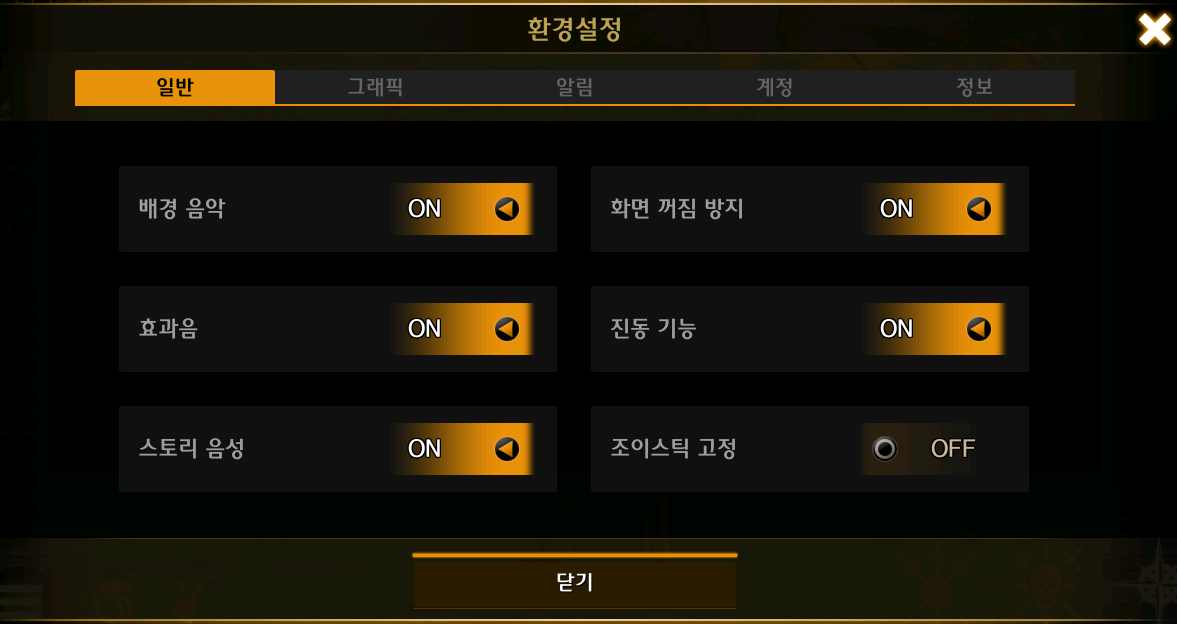 환경설정
일반 그래픽 알림 계정 정보
배경 음악 ON 화면 꺼짐 방지 ON
효과음 ON 진동 기능 ON
스토리 음성 ON 조이스틱 고정 OFF
닫기